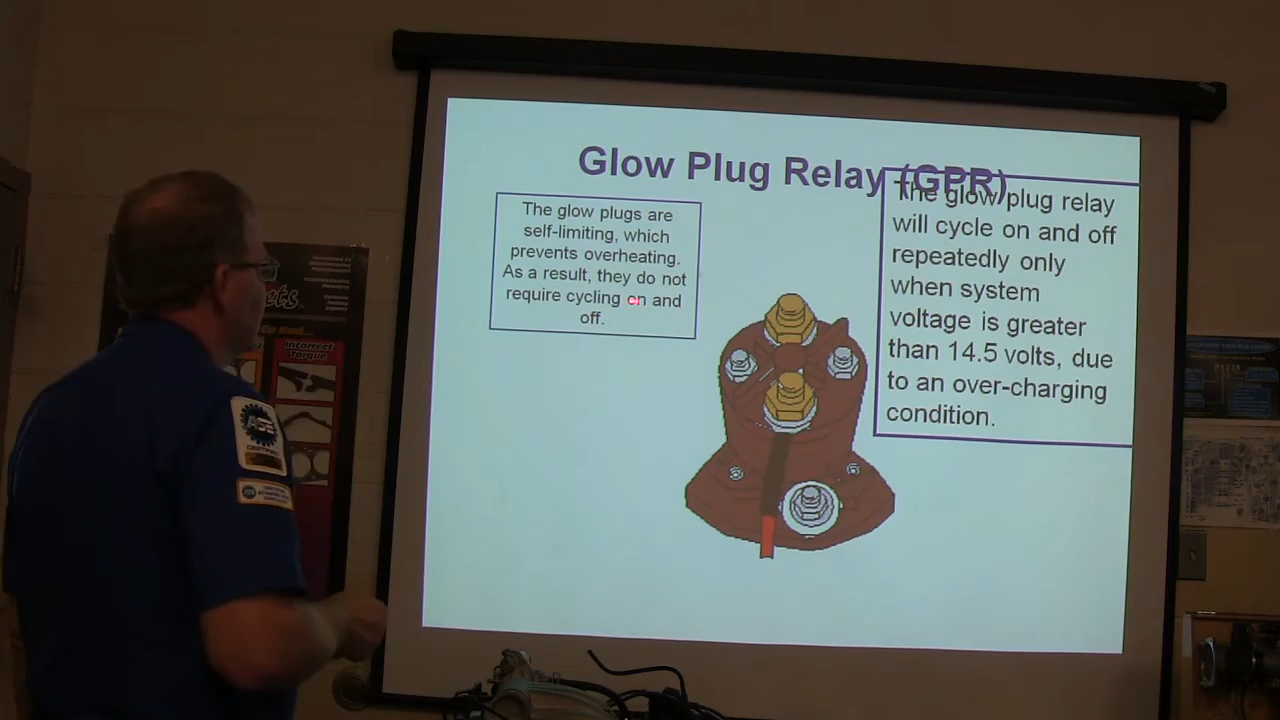 Glow Plug Relay (GPR)
The glow plugs are
self-limiting, which
prevents overheating.
As a result, they do not
require cycling on and
off.
The glow plug relay
will cycle on and off
repeatedly only
when system
voltage is greater
than 14.5 volts, due
to an over-charging
condition.
Incorrect
Torque